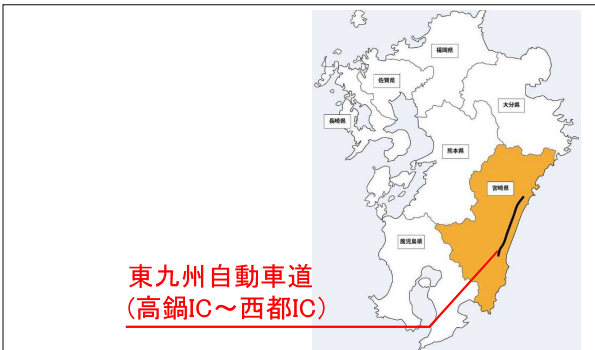 福岡県
佐賀県
大分県
長崎県
熊本県
宮崎県
鹿児島県
東九州自動車道
(高鍋IC～西都IC)